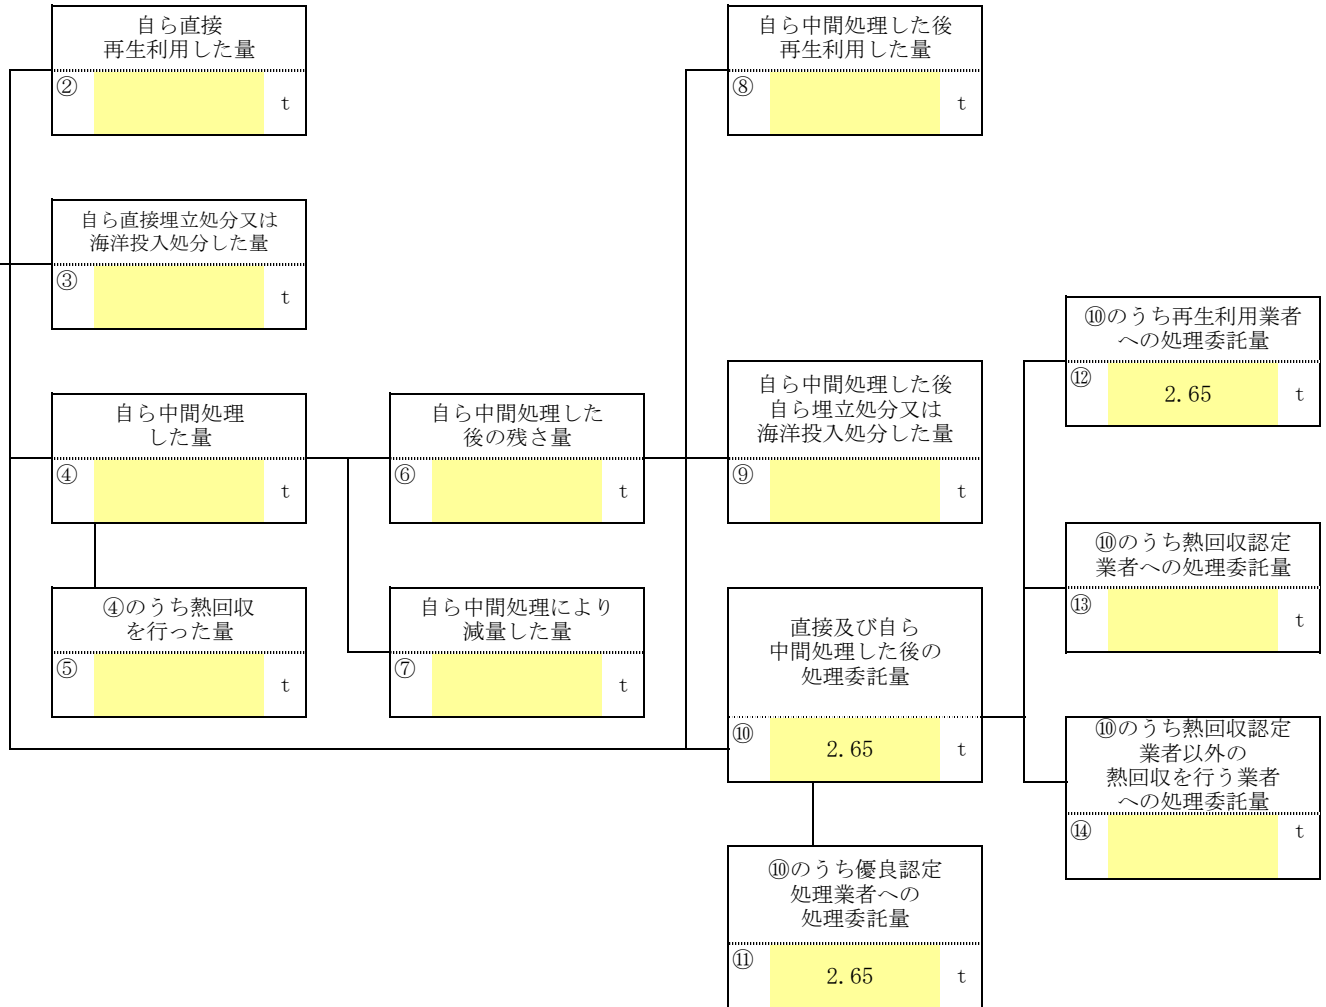 自ら直接
再生利用した量
②
t
自ら中間処理した後
再生利用した量
⑧
t
自ら直接埋立処分又は
海洋投入処分した量
③
t
⑩のうち再生利用業者
への処理委託量
⑫
2.65 t
自ら中間処理
した量
④
t
自ら中間処理した
後の残さ量
⑥
t
自ら中間処理した後
自ら埋立処分又は
海洋投入処分した量
⑨
t
⑩のうち熱回収認定
業者への処理委託量
⑬
t
④のうち熱回収
を行った量
⑤
t
自ら中間処理により
減量した量
⑦
t
直接及び自ら
中間処理した後の
処理委託量
⑩
2.65 t
⑩のうち熱回収認定
業者以外の
熱回収を行う業者
への処理委託量
⑭
t
⑩のうち優良認定
処理業者への
処理委託量
⑪
2.65 t